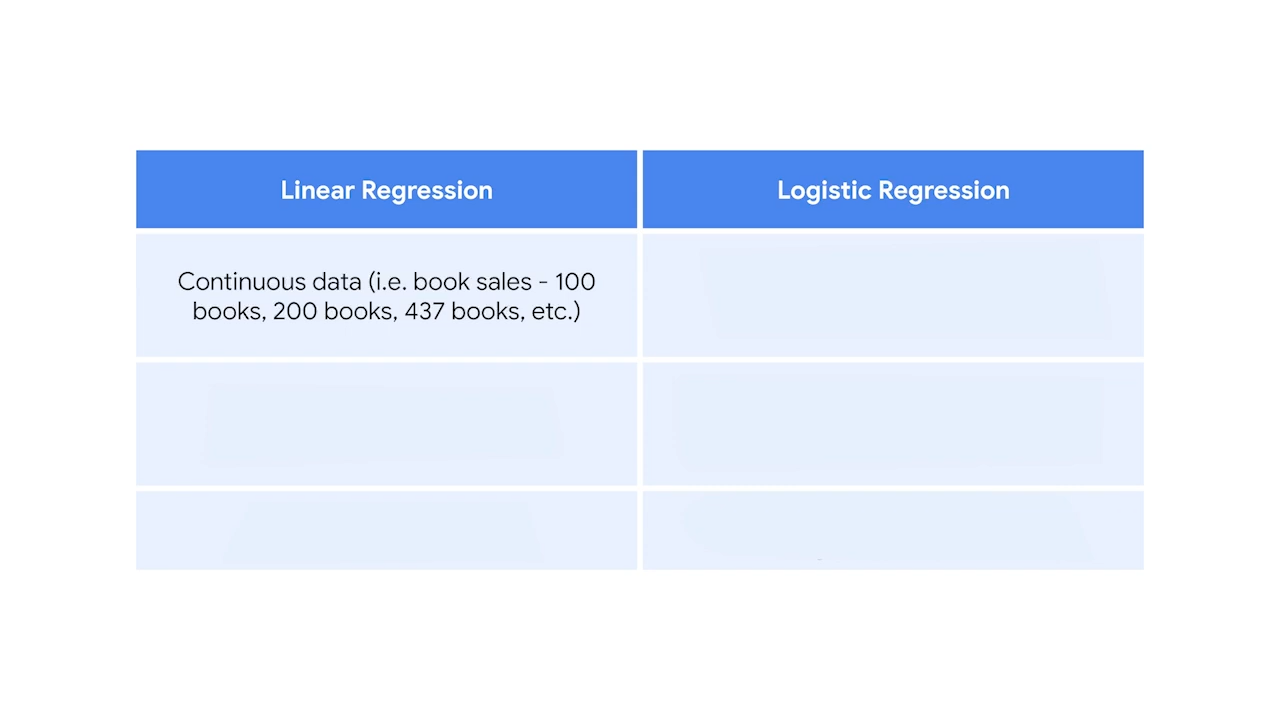 Linear Regression
Logistic Regression
Continuous data (i.e. book sales - 100
books, 200 books, 437 books, etc.)